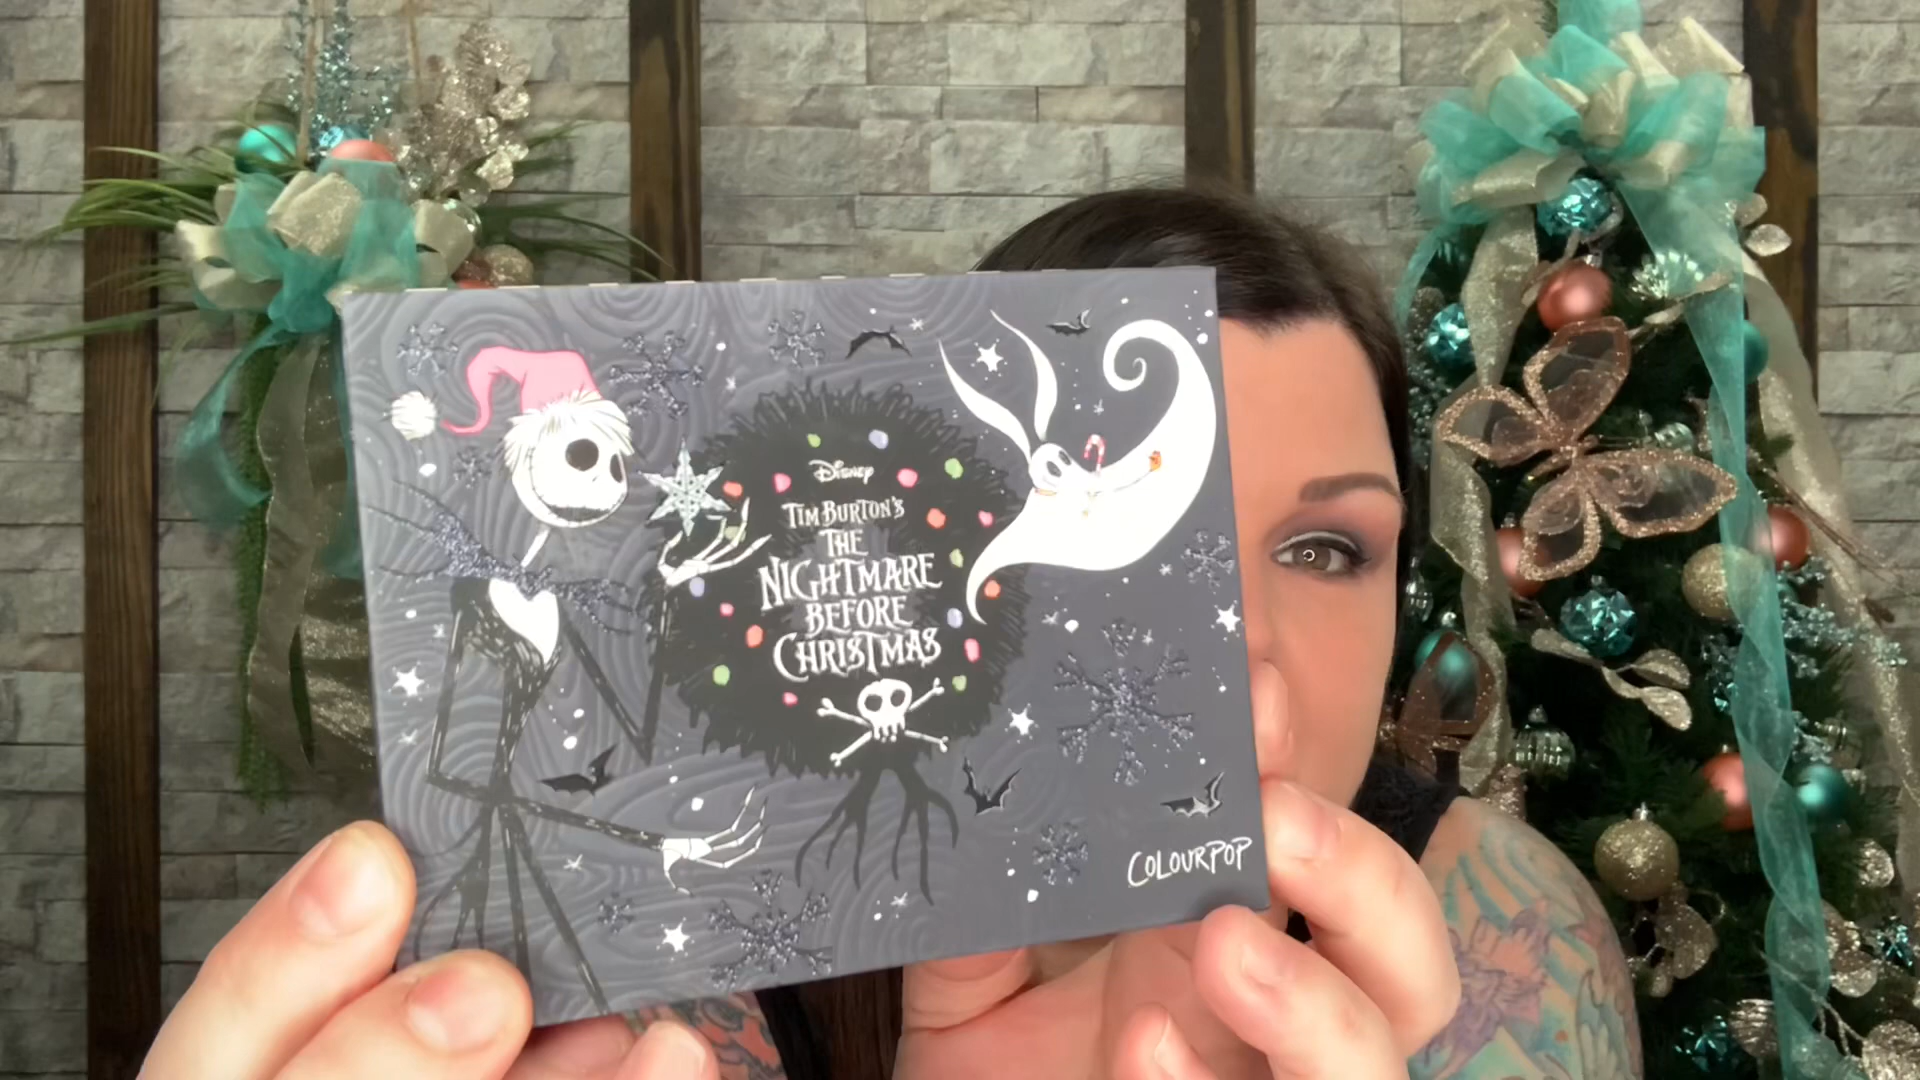 Disney
TIM BURTON'S
THE
NIGHTMARE
BEFORE
CHRISTMAS
COLOURPOP